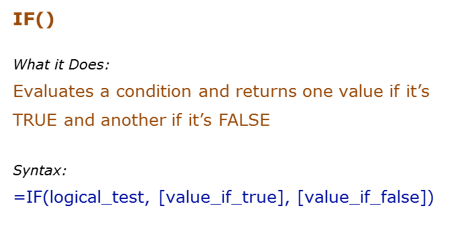 IF()
What it Does:
Evaluates a condition and returns one value if it’s
TRUE and another if it’s FALSE
Syntax:
=IF(logical_test, [value_if_true], [value_if_false])